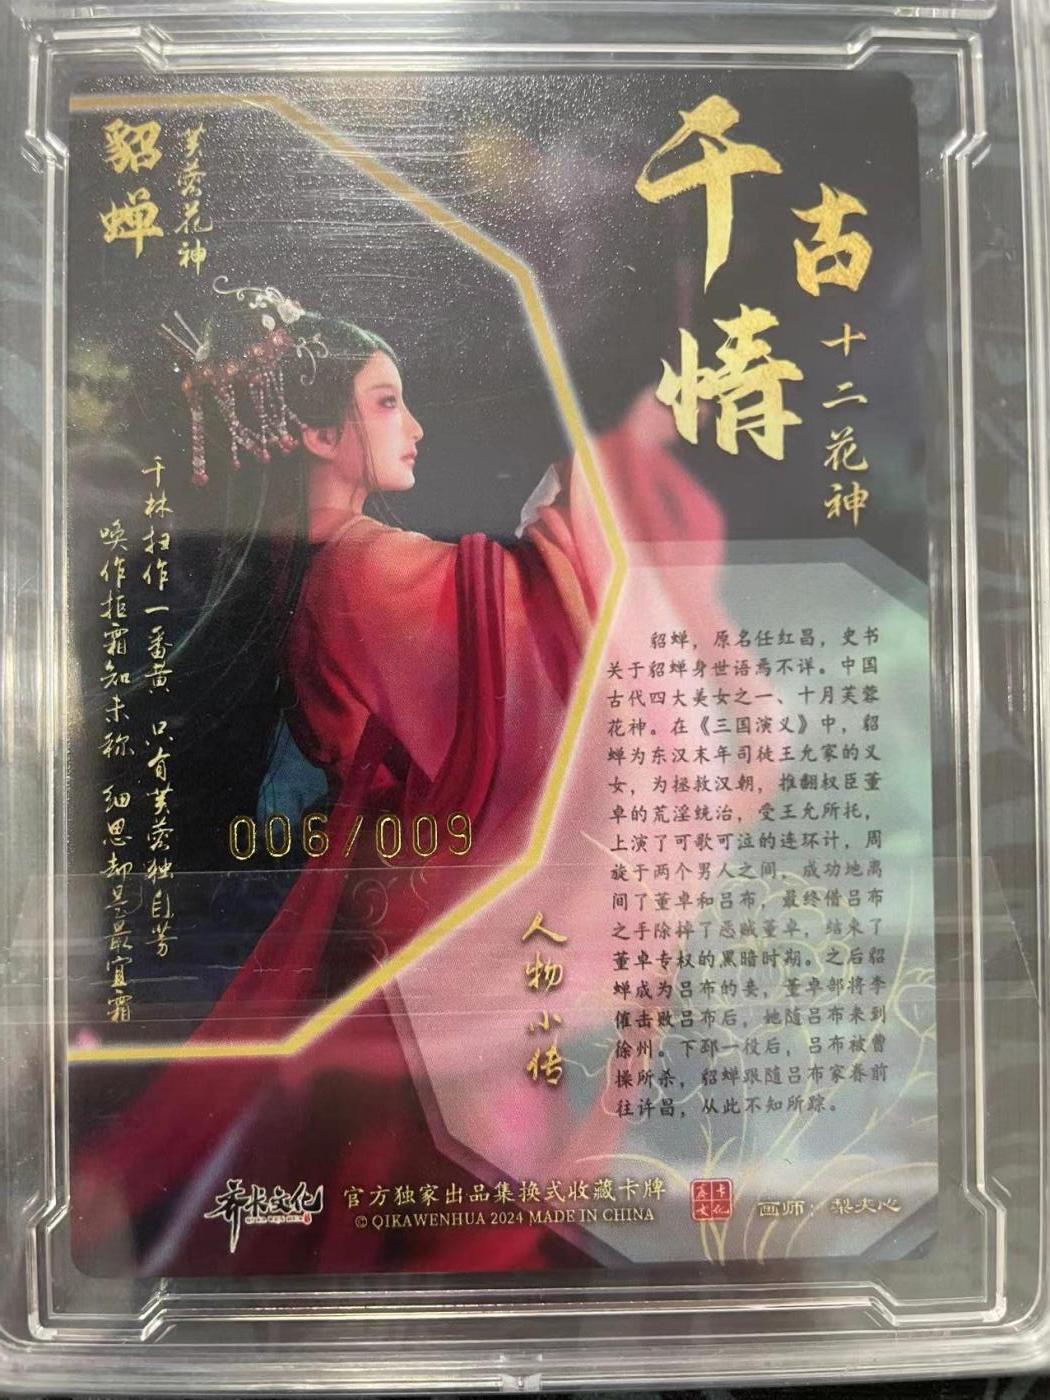 千古情
十二花神
芙蓉花神
貂蝉
千林扫作一番黄 只有芙蓉独自芳
唤作拒霜知未称 细思却是最宜霜
006/009
人物小传
貂蝉，原名任红昌，史书
关于貂蝉身世语焉不详。中国
古代四大美女之一、十月芙蓉
花神。在《三国演义》中，貂
蝉为东汉末年司徒王允家的义
女，为拯救汉朝，推翻权臣董
卓的荒淫统治，受王允所托，
上演了可歌可泣的连环计，周
旋于两个男人之间，成功地离
间了董卓和吕布，最终借吕布
之手除掉了恶贼董卓，结束了
董卓专权的黑暗时期。之后貂
蝉成为吕布的妾，董卓部将李
傕击败吕布后，她随吕布来到
徐州。下邳一役后，吕布被曹
操所杀，貂蝉跟随吕布家眷前
往许昌，从此不知所踪。
官方独家出品集换式收藏卡牌
© QIKAWENHUA 2024 MADE IN CHINA
画师：梨夹心